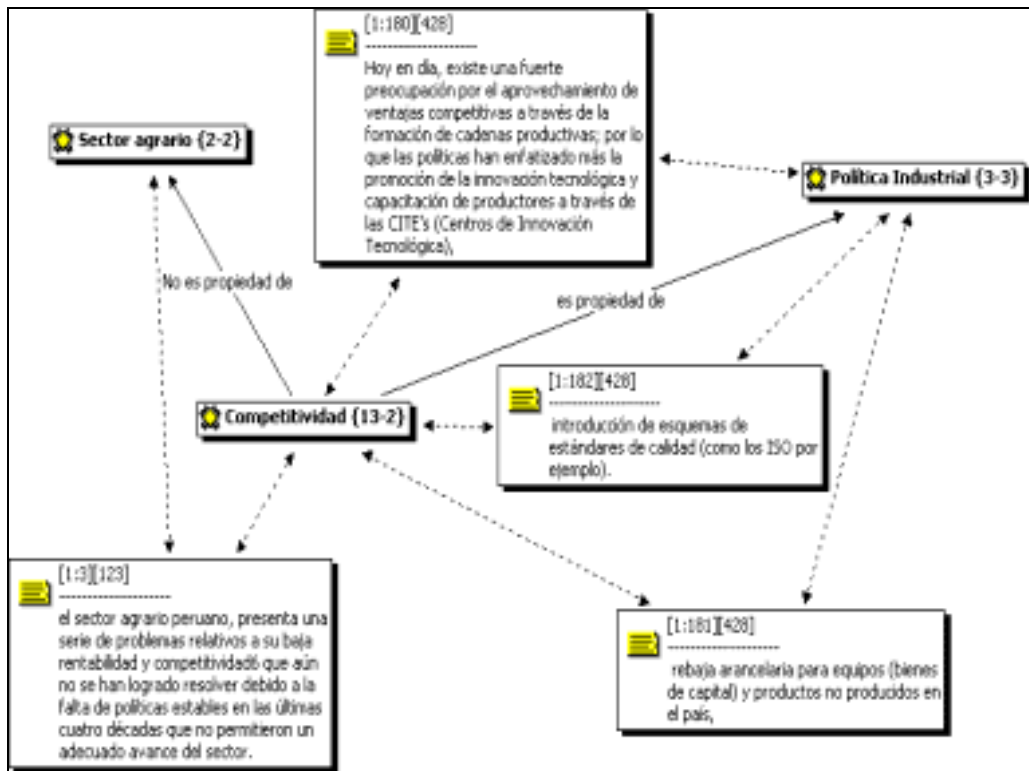 [1:180][428]
----------------------
Hoy en día, existe una fuerte
preocupación por el aprovechamiento de
ventajas competitivas a través de la
formación de cadenas productivas; por lo
que las políticas han enfatizado más la
promoción de la innovación tecnológica y
capacitación de productores a través de
las CITE's (Centros de Innovación
Tecnológica),
Sector agrario {2-2}
Política Industrial {3-3}
No es propiedad de
es propiedad de
Competitividad {13-2}
[1:182][428]
----------------------
introducción de esquemas de
estándares de calidad (como los ISO por
ejemplo).
[1:3][123]
----------------------
el sector agrario peruano, presenta una
serie de problemas relativos a su baja
rentabilidad y competitividad6 que aún
no se han logrado resolver debido a la
falta de políticas estables en las últimas
cuatro décadas que no permitieron un
adecuado avance del sector.
[1:181][428]
----------------------
rebaja arancelaria para equipos (bienes
de capital) y productos no producidos en
el país,